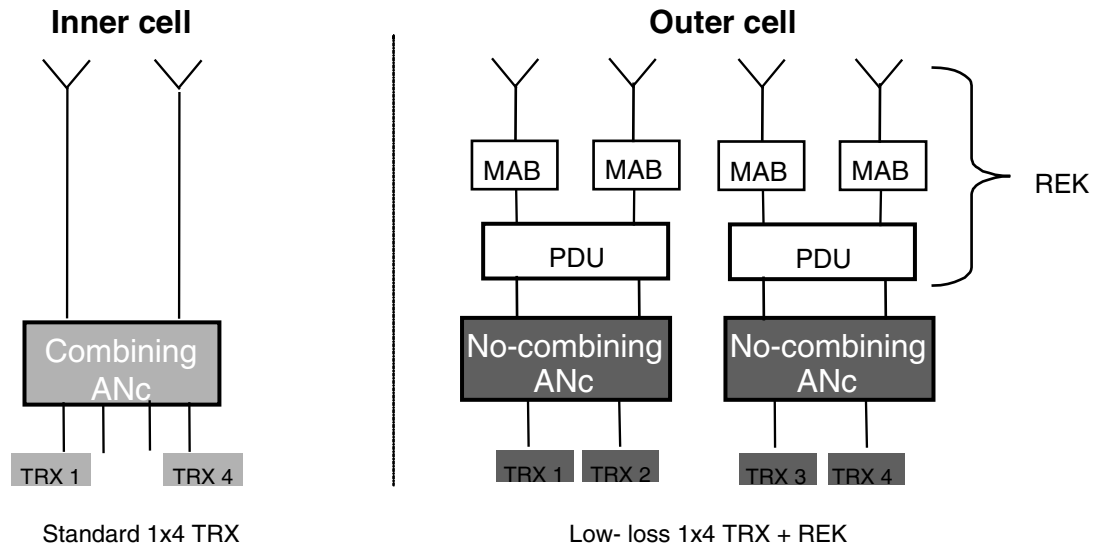 Inner cell
Outer cell
MAB
MAB
MAB
MAB
REK
PDU
PDU
Combining
ANc
No-combining
ANc
No-combining
ANc
TRX 1
TRX 4
TRX 1
TRX 2
TRX 3
TRX 4
Standard 1x4 TRX
Low- loss 1x4 TRX + REK